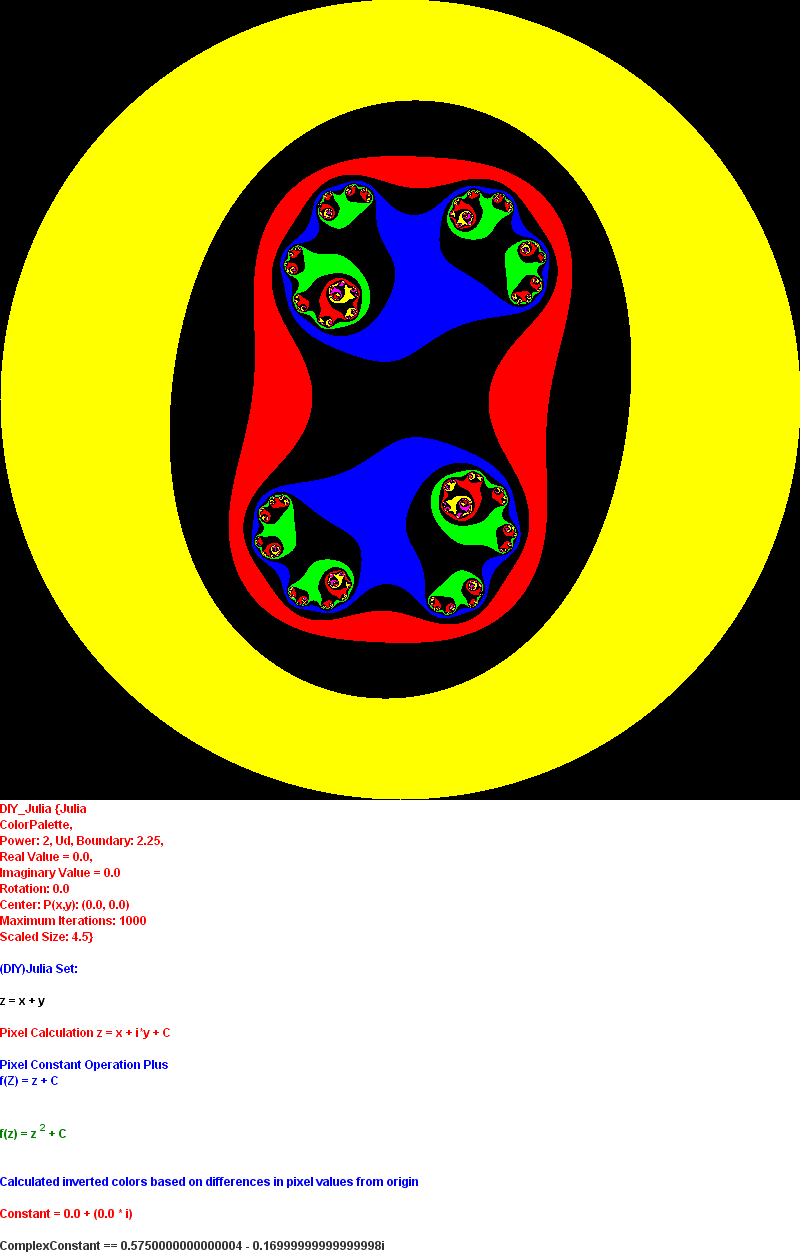 DIY_Julia {Julia
ColorPalette,
Power: 2, Ud, Boundary: 2.25,
Real Value = 0.0,
Imaginary Value = 0.0
Rotation: 0.0
Center: P(x,y): (0.0, 0.0)
Maximum Iterations: 1000
Scaled Size: 4.5}
(DIY)Julia Set:
z = x + y
Pixel Calculation z = x + i*y + C
Pixel Constant Operation Plus
f(Z) = z + C
f(z) = z 2 + C
Calculated inverted colors based on differences in pixel values from origin
Constant = 0.0 + (0.0 * i)
ComplexConstant == 0.5750000000000004 - 0.16999999999999998i